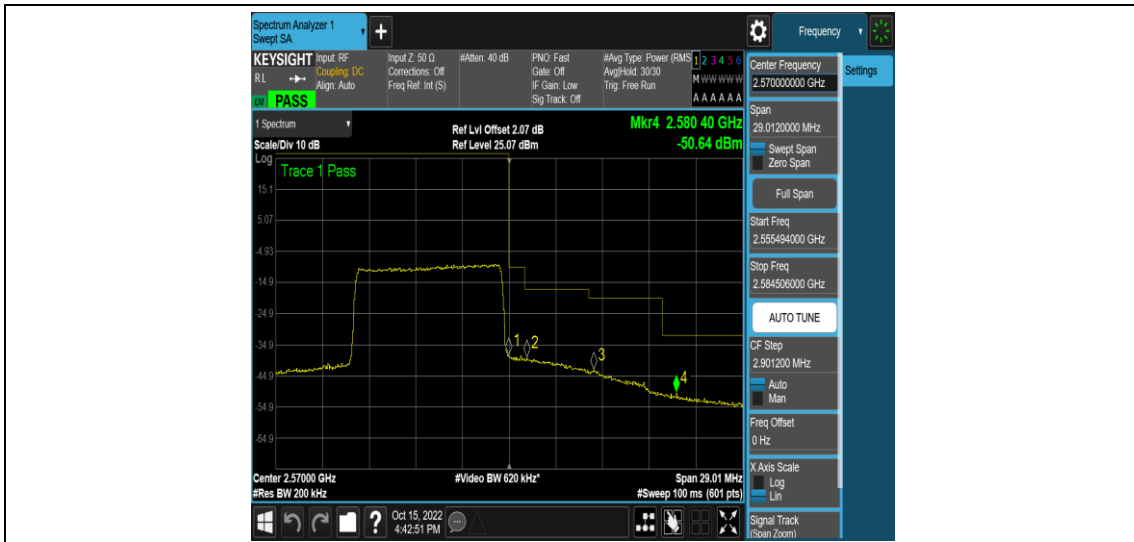 Spectrum Analyzer 1
Swept SA
Frequency
KEYSIGHT
RL
Input: RF
Coupling: DC
Align: Auto
Input Z: 50 Ω
Corrections: Off
Freq Ref: Int (S)
#Atten: 40 dB
PNO: Fast
Gate: Off
IF Gain: Low
Sig Track: Off
#Avg Type: Power (RMS
Avg|Hold: 30/30
Trig: Free Run
1 2 3 4 5 6
M W W W W W
A A A A A A
PASS
1 Spectrum
Scale/Div 10 dB
Ref Lvl Offset 2.07 dB
Ref Level 25.07 dBm
Mkr4 2.580 40 GHz
-50.64 dBm
Log
Trace 1 Pass
15.1
5.07
-4.93
-14.9
-24.9
-34.9
-44.9
-54.9
-64.9
1
2
3
4
Center 2.57000 GHz
#Res BW 200 kHz
#Video BW 620 kHz*
Span 29.01 MHz
#Sweep 100 ms (601 pts)
Center Frequency
2.570000000 GHz
Settings
Span
29.0120000 MHz
Swept Span
Zero Span
Full Span
Start Freq
2.555494000 GHz
Stop Freq
2.584506000 GHz
AUTO TUNE
CF Step
2.901200 MHz
Auto
Man
Freq Offset
0 Hz
X Axis Scale
Log
Lin
Signal Track
(Span Zoom)
?
Oct 15, 2022
4:42:51 PM